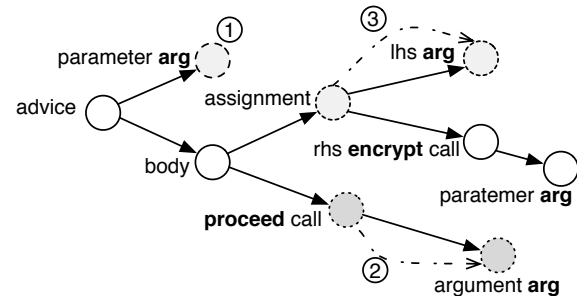 ①
③
parameter arg
lhs arg
advice
assignment
body
rhs encrypt call
paratemer arg
proceed call
②
argument arg